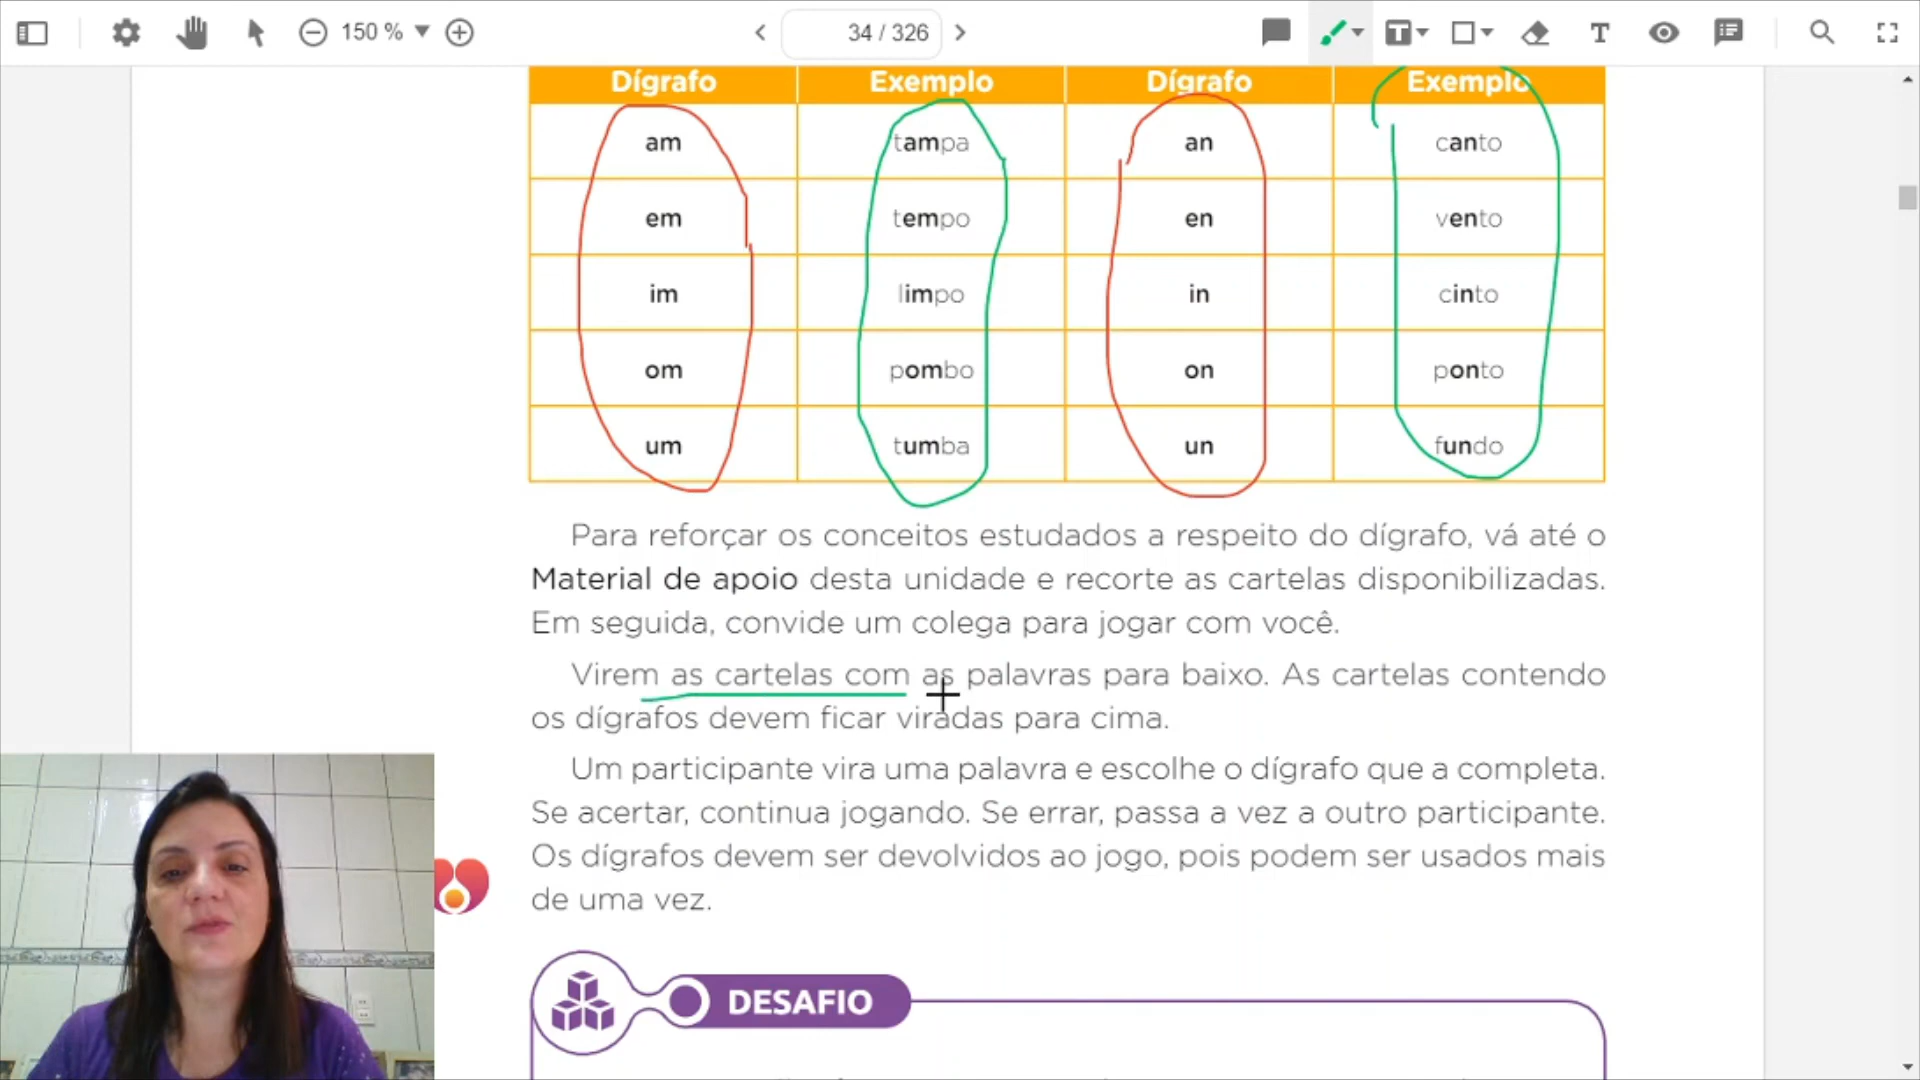 150 %
34 / 326
Dígrafo Exemplo Dígrafo Exemplo
am tampa an canto
em tempo en vento
im limpo in cinto
om pombo on ponto
um tumba un fundo
Para reforçar os conceitos estudados a respeito do dígrafo, vá até o
Material de apoio desta unidade e recorte as cartelas disponibilizadas.
Em seguida, convide um colega para jogar com você.
Virem as cartelas com as palavras para baixo. As cartelas contendo
os dígrafos devem ficar viradas para cima.
Um participante vira uma palavra e escolhe o dígrafo que a completa.
Se acertar, continua jogando. Se errar, passa a vez a outro participante.
Os dígrafos devem ser devolvidos ao jogo, pois podem ser usados mais
de uma vez.
DESAFIO